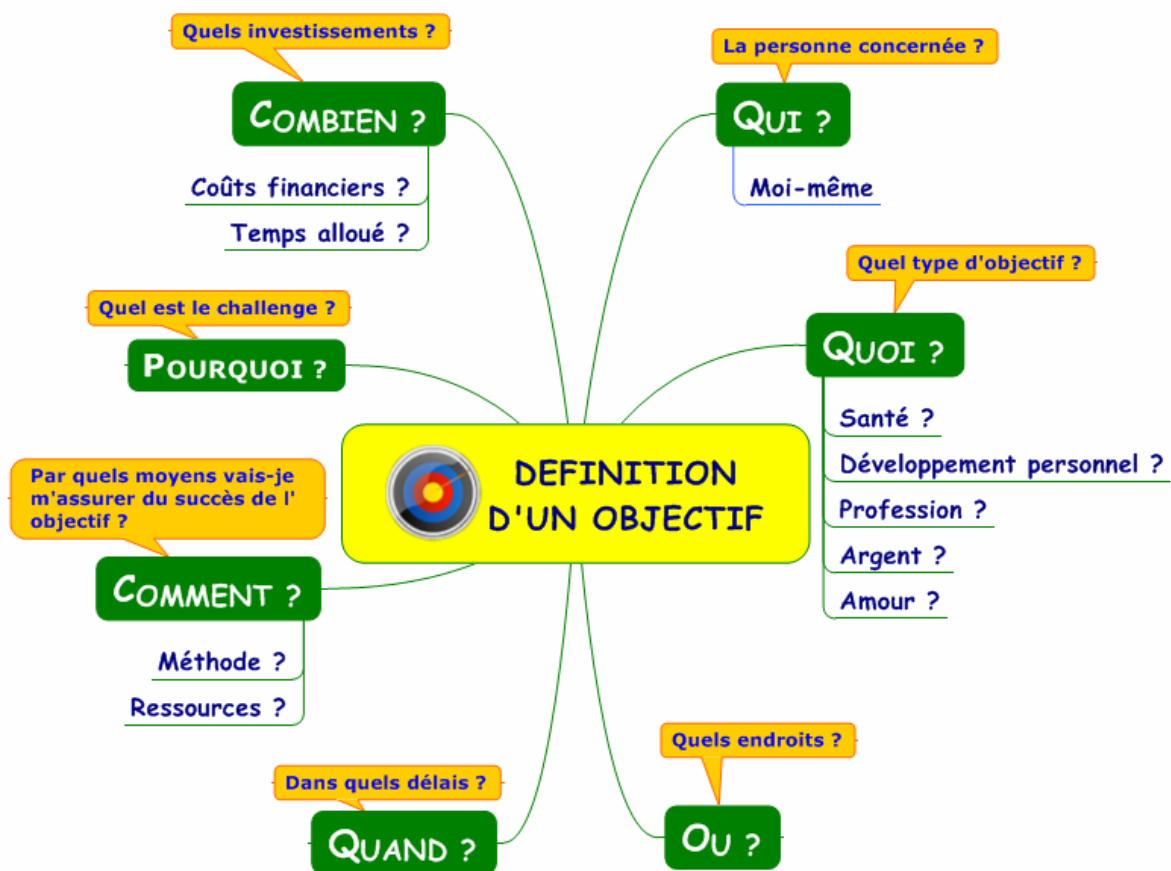 Quels investissements ?
COMBIEN ?
Coûts financiers ?
Temps alloué ?
La personne concernée ?
QUI ?
Moi-même
Quel type d'objectif ?
QUOI ?
Santé ?
Développement personnel ?
Profession ?
Argent ?
Amour ?
Quel est le challenge ?
POURQUOI ?
DEFINITION
D'UN OBJECTIF
Par quels moyens vais-je
m'assurer du succès de l'
objectif ?
COMMENT ?
Méthode ?
Ressources ?
Dans quels délais ?
QUAND ?
Quels endroits ?
OU ?